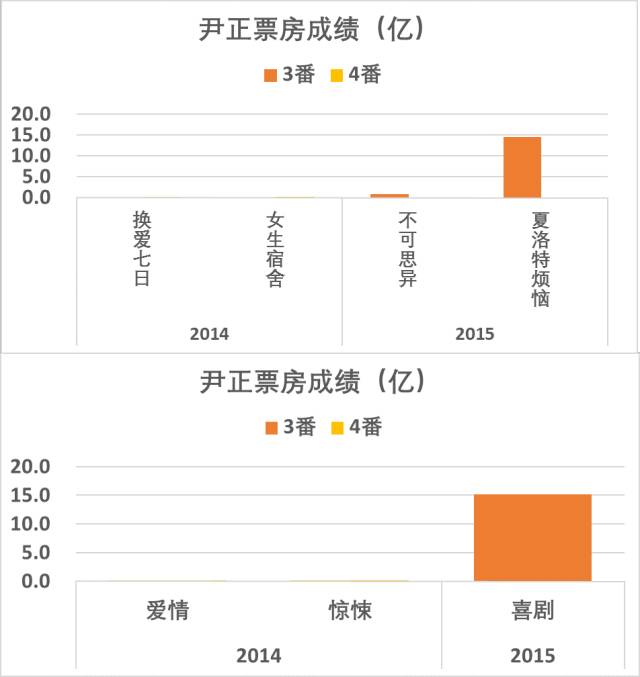 尹正票房成绩（亿）
3番 4番
20.0
15.0
10.0
5.0
0.0
换爱七日
女生宿舍
不可思异
夏洛特烦恼
2014 2015
尹正票房成绩（亿）
3番 4番
20.0
15.0
10.0
5.0
0.0
爱情 惊悚 喜剧
2014 2015